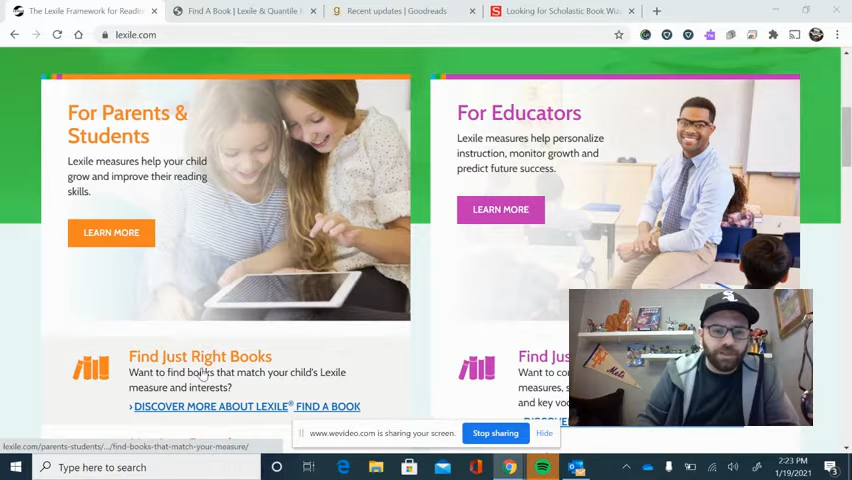 The Lexile Framework for Readi
Find A Book | Lexile & Quantile
Recent updates | Goodreads
Looking for Scholastic Book Wiz
lexile.com
For Parents &
Students
Lexile measures help your child
grow and improve their reading
skills.
LEARN MORE
For Educators
Lexile measures help personalize
instruction, monitor growth and
predict future success.
LEARN MORE
Find Just Right Books
Want to find books that match your child's Lexile
measure and interests?
› DISCOVER MORE ABOUT LEXILE® FIND A BOOK
Find Jus
Want to co
measures, s
and key voc
DISCOVE
www.wevideo.com is sharing your screen.
Stop sharing
Hide
lexile.com/parents-students/.../find-books-that-match-your-measure/
Type here to search
2:23 PM
1/19/2021